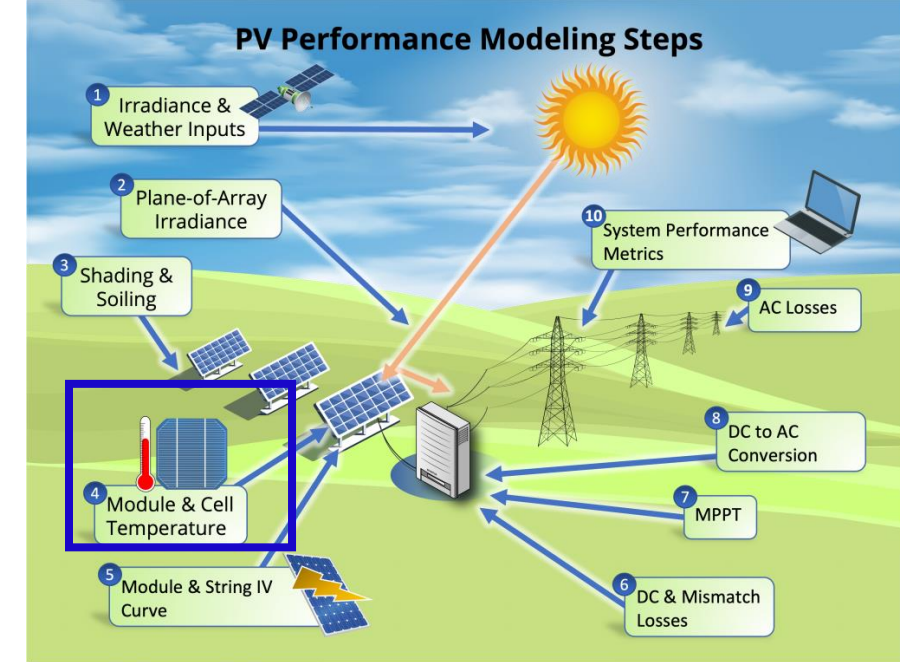 PV Performance Modeling Steps
1
Irradiance &
Weather Inputs
2
Plane-of-Array
Irradiance
3
Shading &
Soiling
4
Module & Cell
Temperature
5
Module & String IV
Curve
6
DC & Mismatch
Losses
7
MPPT
8
DC to AC
Conversion
9
AC Losses
10
System Performance
Metrics